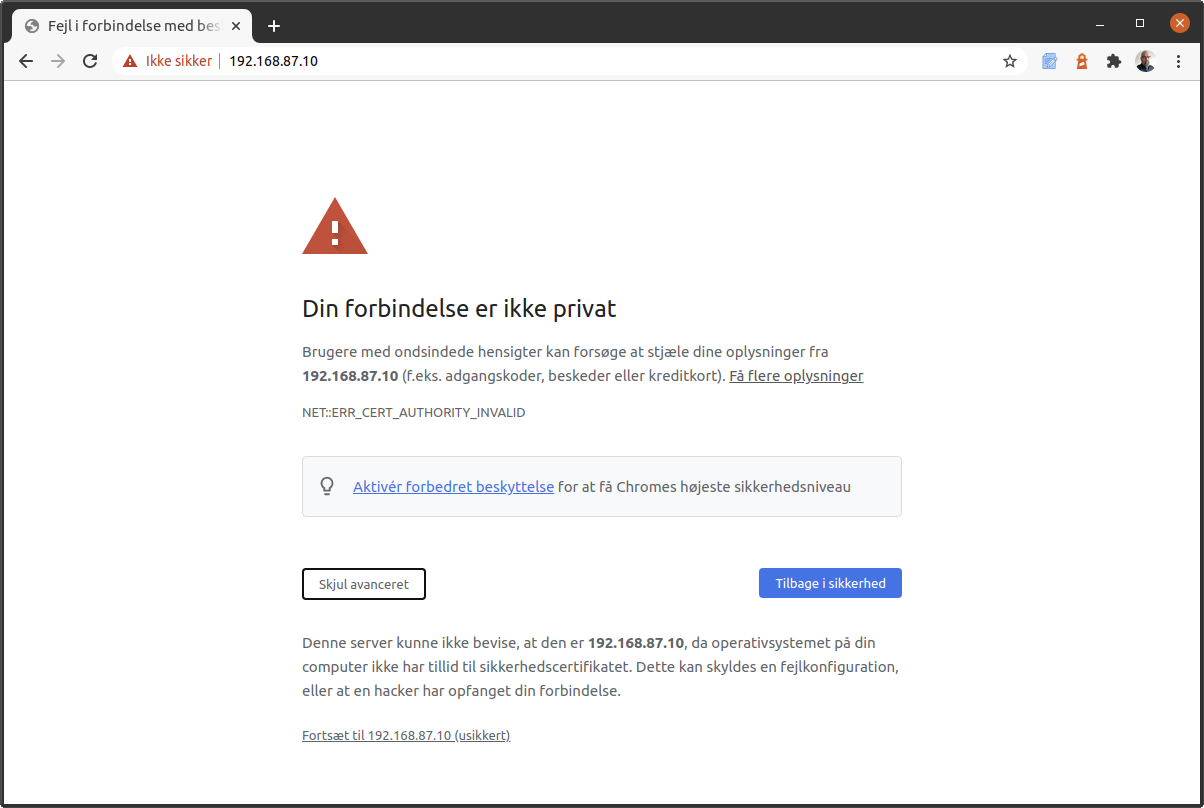 Fejl i forbindelse med bes
Ikke sikker
192.168.87.10
Din forbindelse er ikke privat
Brugere med ondsindede hensigter kan forsøge at stjæle dine oplysninger fra
192.168.87.10 (f.eks. adgangskoder, beskeder eller kreditkort). Få flere oplysninger
NET::ERR_CERT_AUTHORITY_INVALID
Aktivér forbedret beskyttelse for at få Chromes højeste sikkerhedsniveau
Skjul avanceret
Tilbage i sikkerhed
Denne server kunne ikke bevise, at den er 192.168.87.10, da operativsystemet på din
computer ikke har tillid til sikkerhedscertifikatet. Dette kan skyldes en fejlkonfiguration,
eller at en hacker har opfanget din forbindelse.
Fortsæt til 192.168.87.10 (usikkert)